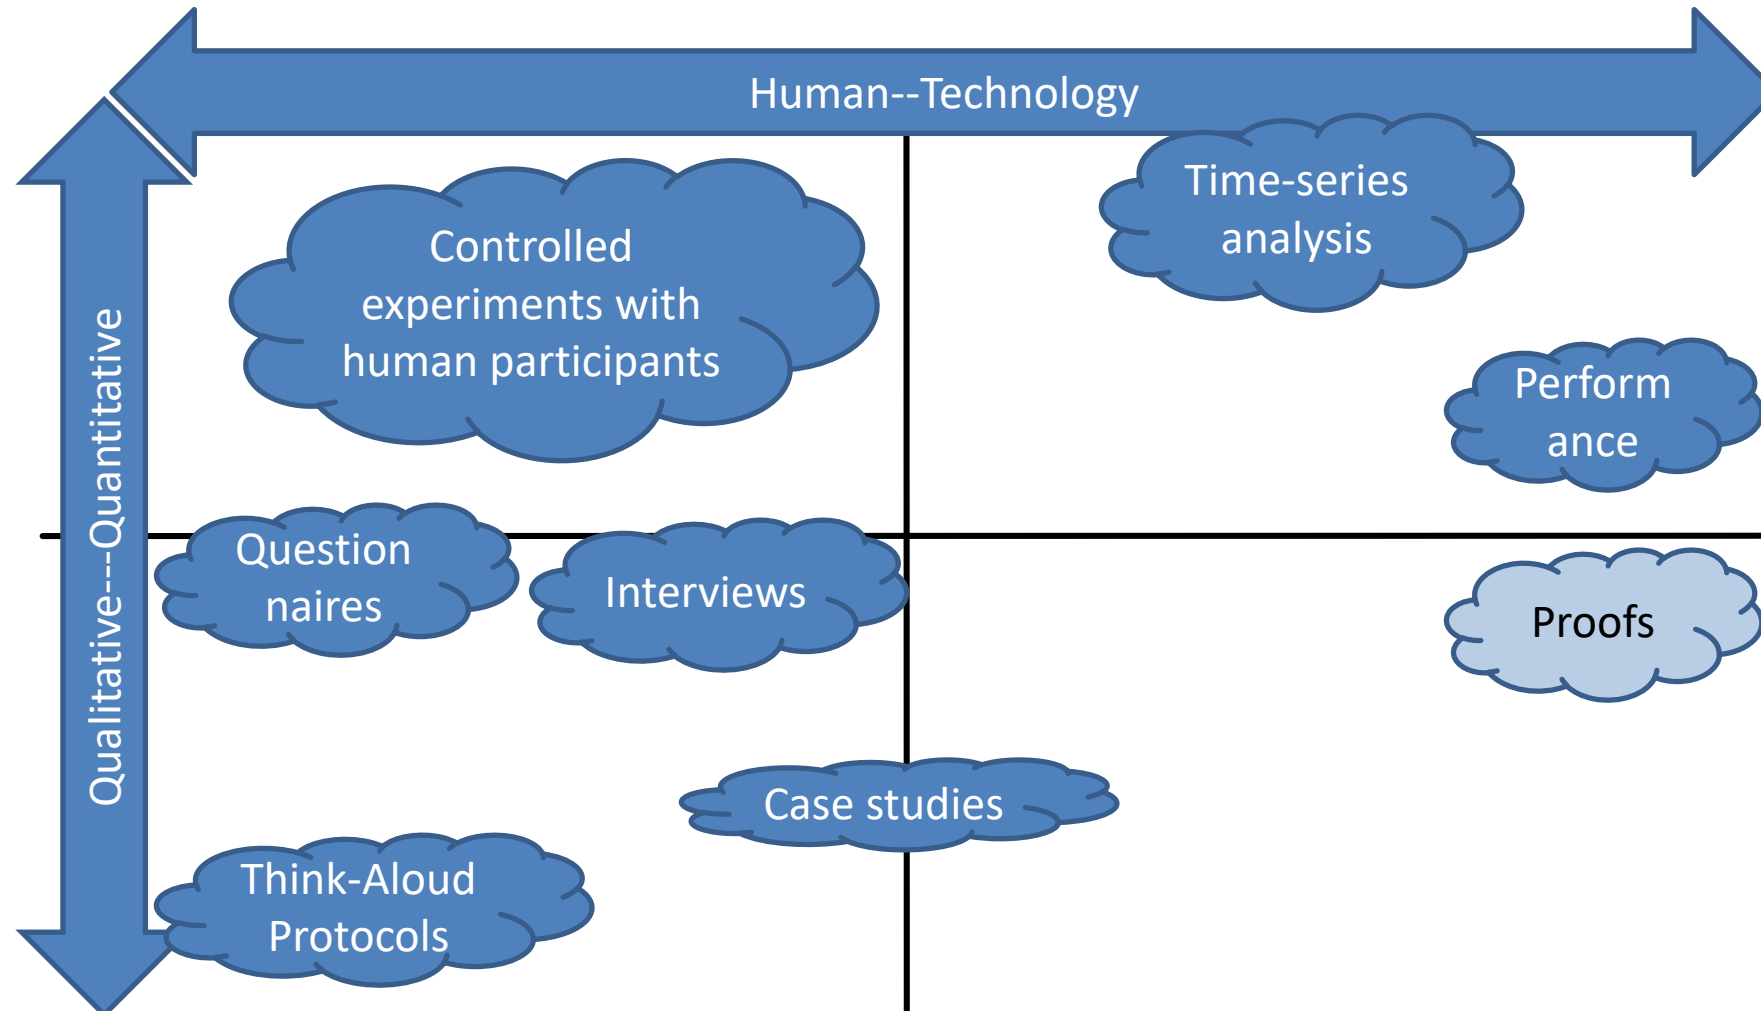 Human--Technology
Qualitative---Quantitative
Controlled
experiments with
human participants
Time-series
analysis
Perform
ance
Question
naires
Interviews
Proofs
Case studies
Think-Aloud
Protocols